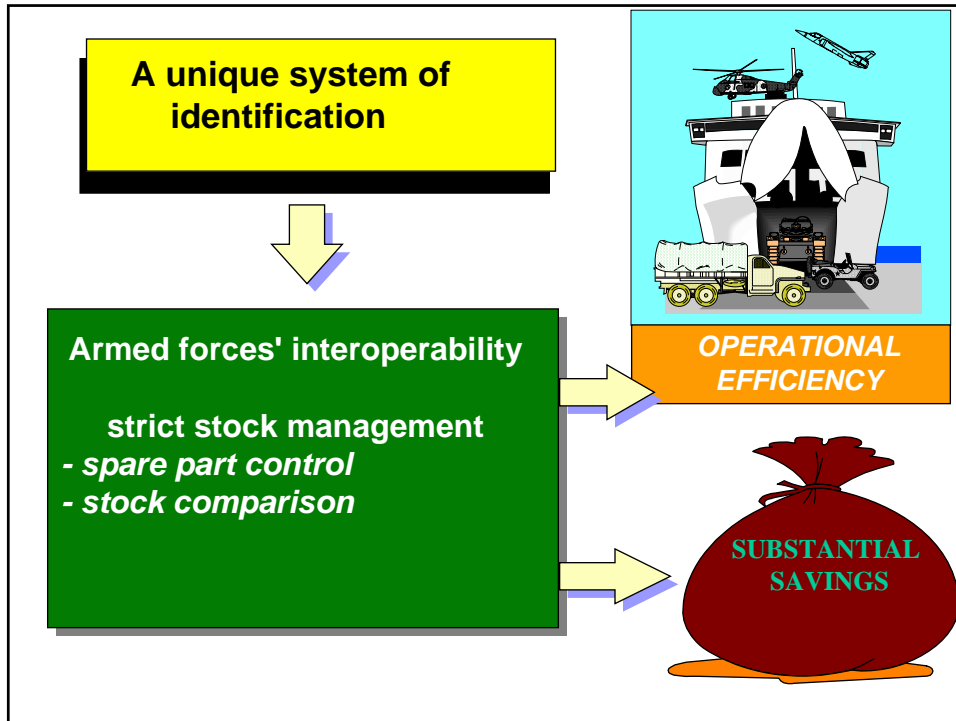 A unique system of
identification
Armed forces' interoperability
strict stock management
- spare part control
- stock comparison
OPERATIONAL
EFFICIENCY
SUBSTANTIAL
SAVINGS